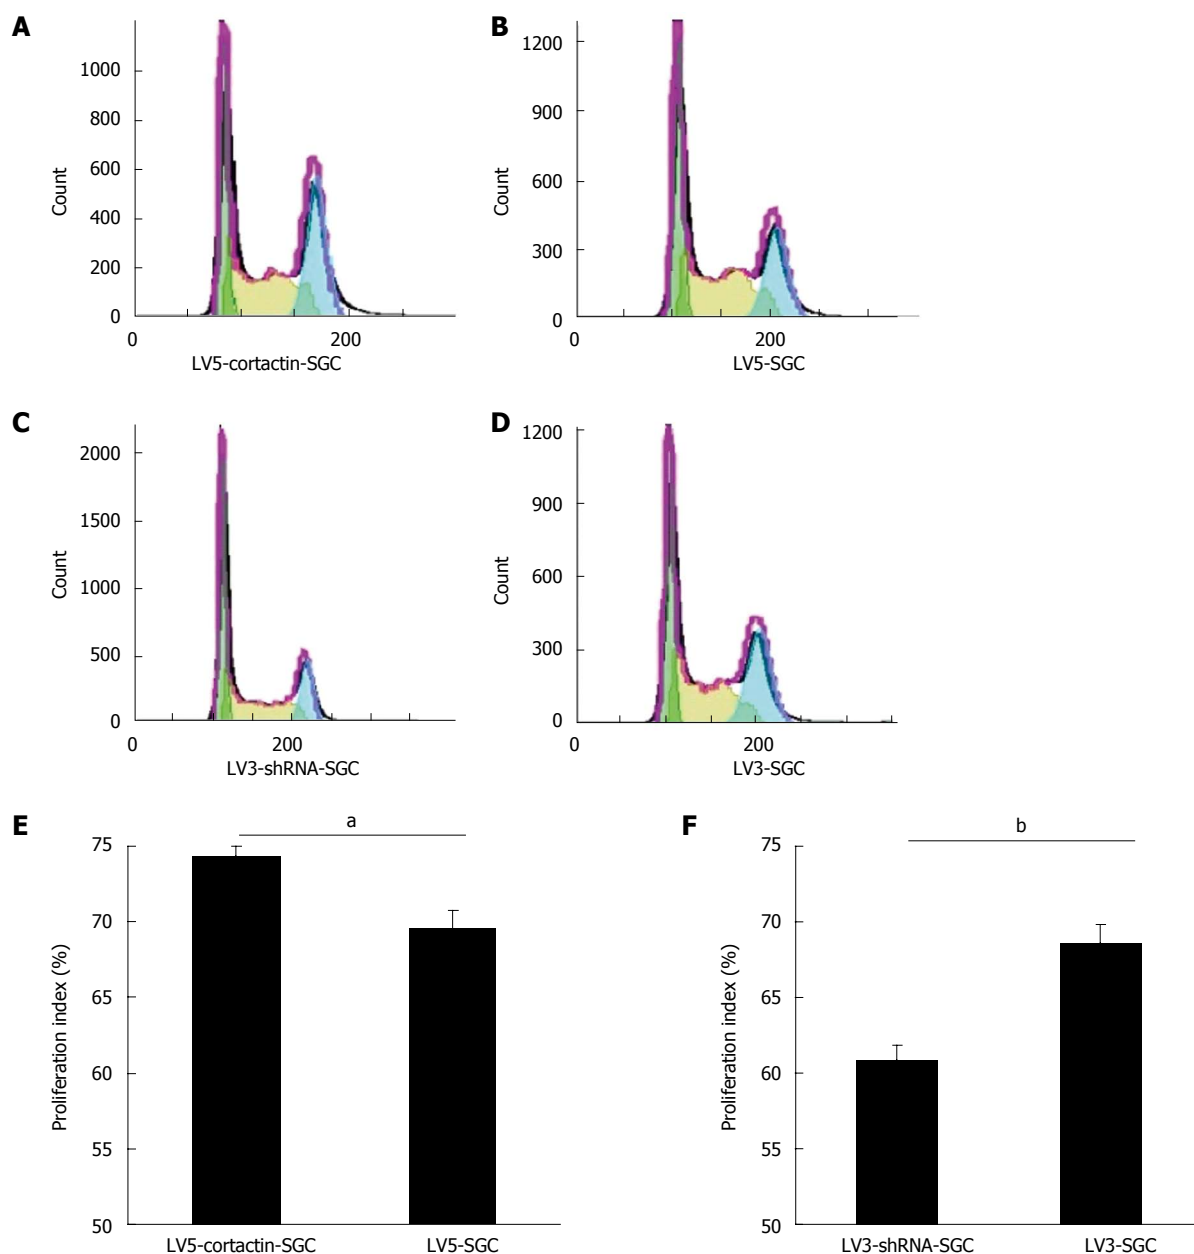 A
Count
1000
800
600
400
200
0
0 200
LV5-cortactin-SGC
B
Count
1200
900
600
300
0
0 200
LV5-SGC
C
Count
2000
1500
1000
500
0
0 200
LV3-shRNA-SGC
D
Count
1200
900
600
300
0
0 200
LV3-SGC
E
a
Proliferation index (%)
75
70
65
60
55
50
LV5-cortactin-SGC LV5-SGC
F
b
Proliferation index (%)
75
70
65
60
55
50
LV3-shRNA-SGC LV3-SGC